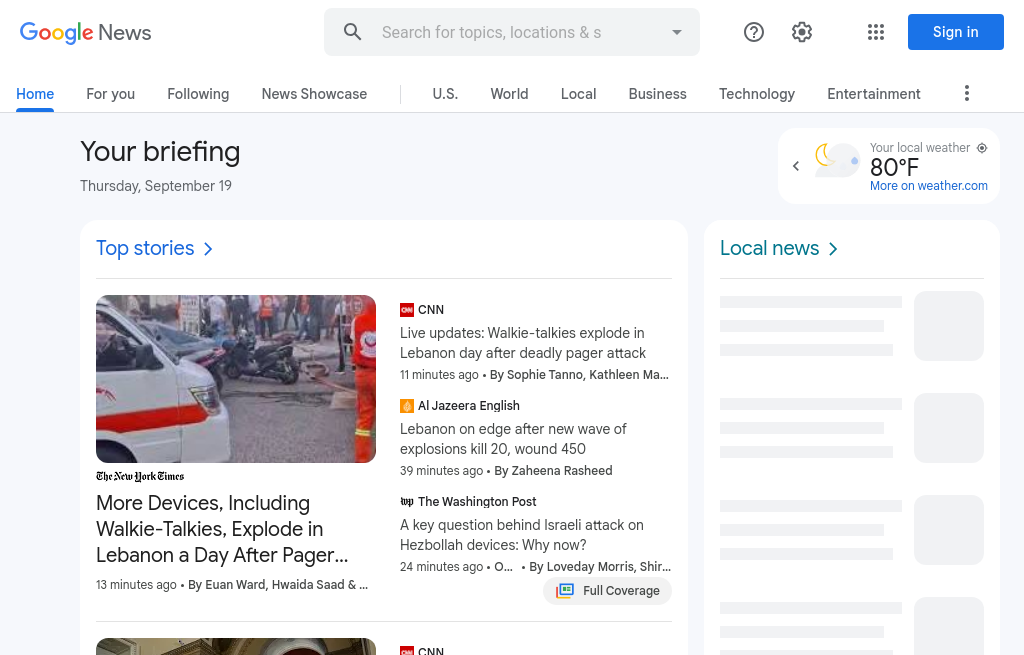 Google News
Search for topics, locations & s
Sign in
Home
For you
Following
News Showcase
U.S.
World
Local
Business
Technology
Entertainment
Your briefing
Thursday, September 19
Your local weather
80°F
More on weather.com
Top stories
The New York Times
More Devices, Including
Walkie-Talkies, Explode in
Lebanon a Day After Pager…
13 minutes ago • By Euan Ward, Hwaida Saad & …
CNN
CNN
Live updates: Walkie-talkies explode in
Lebanon day after deadly pager attack
11 minutes ago • By Sophie Tanno, Kathleen Ma…
Al Jazeera English
Lebanon on edge after new wave of
explosions kill 20, wound 450
39 minutes ago • By Zaheena Rasheed
wp The Washington Post
A key question behind Israeli attack on
Hezbollah devices: Why now?
24 minutes ago • O… • By Loveday Morris, Shir…
Full Coverage
CNN
Local news